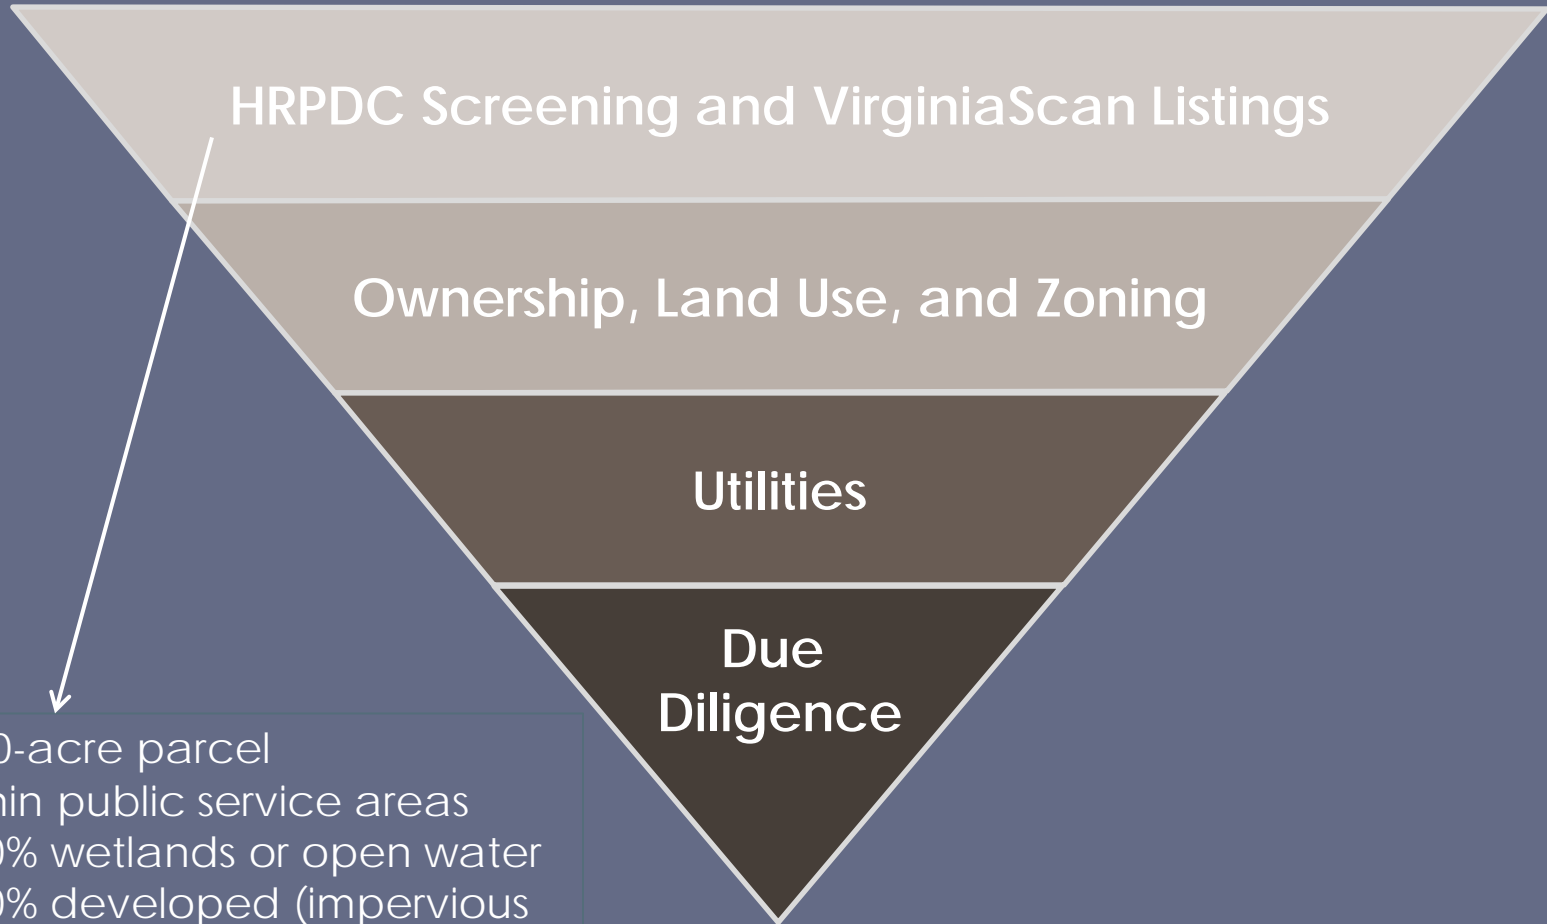 HRPDC Screening and VirginiaScan Listings
Ownership, Land Use, and Zoning
Utilities
Due
Diligence
0-acre parcel
public service areas
0% wetlands or open water
0% developed (impervious